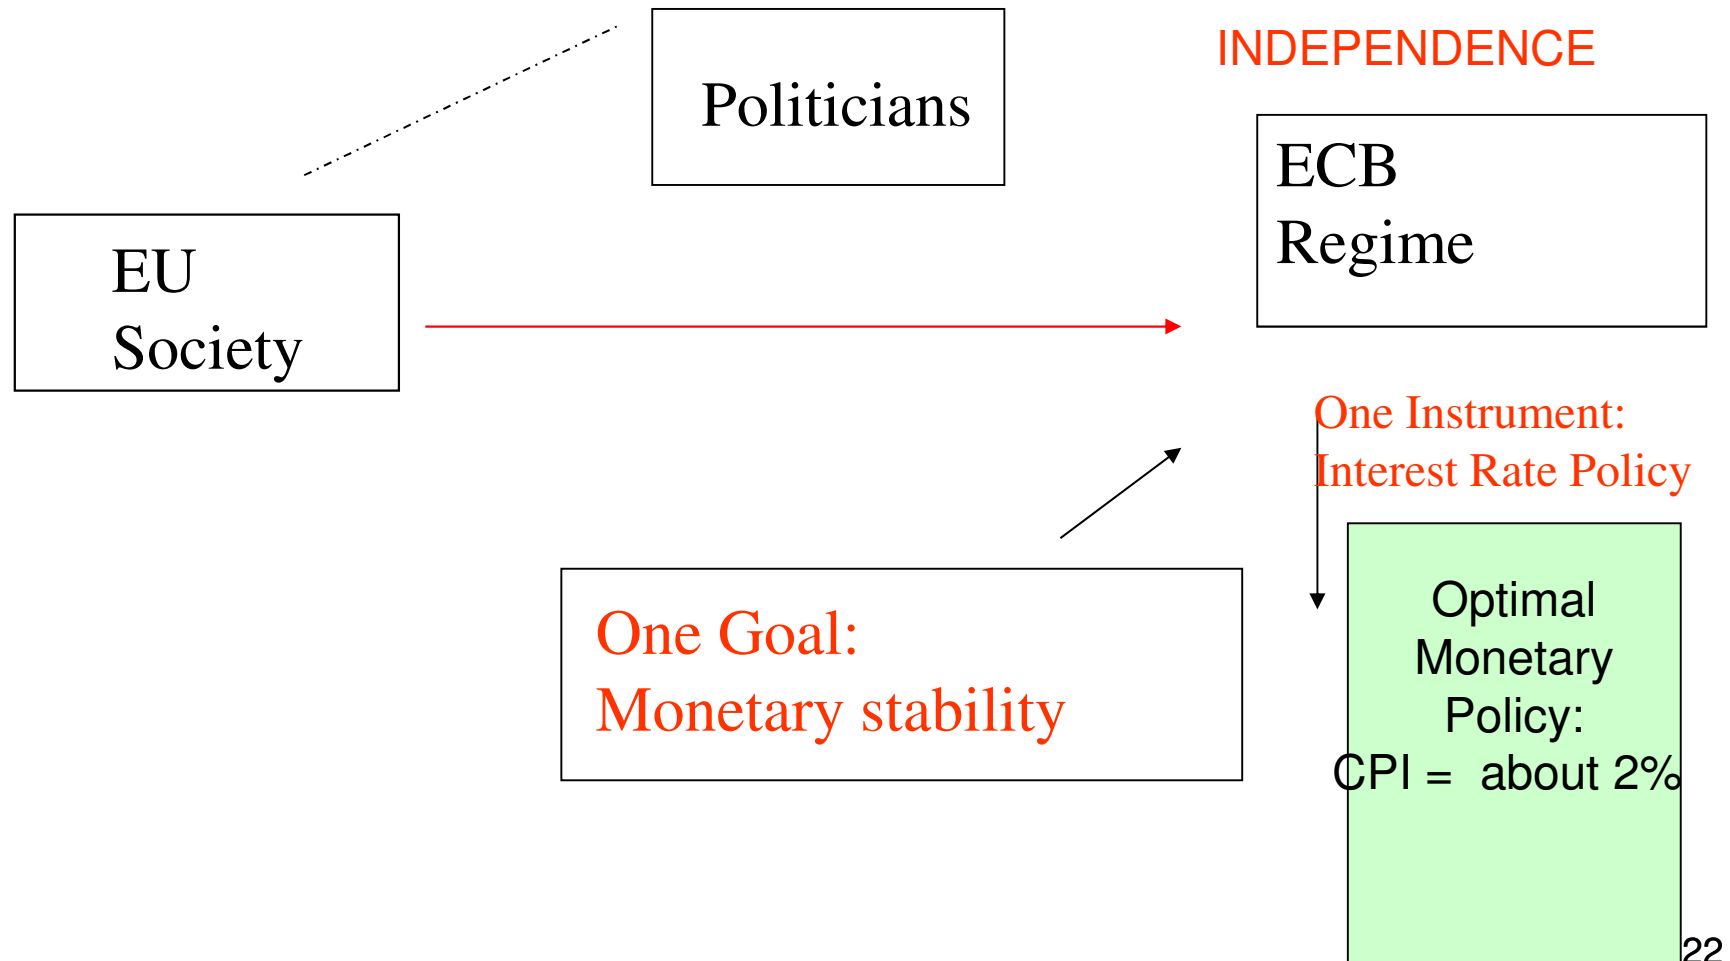 Politicians
INDEPENDENCE
ECB
Regime
EU
Society
One Instrument:
Interest Rate Policy
One Goal:
Monetary stability
Optimal
Monetary
Policy:
CPI =  about 2%
22